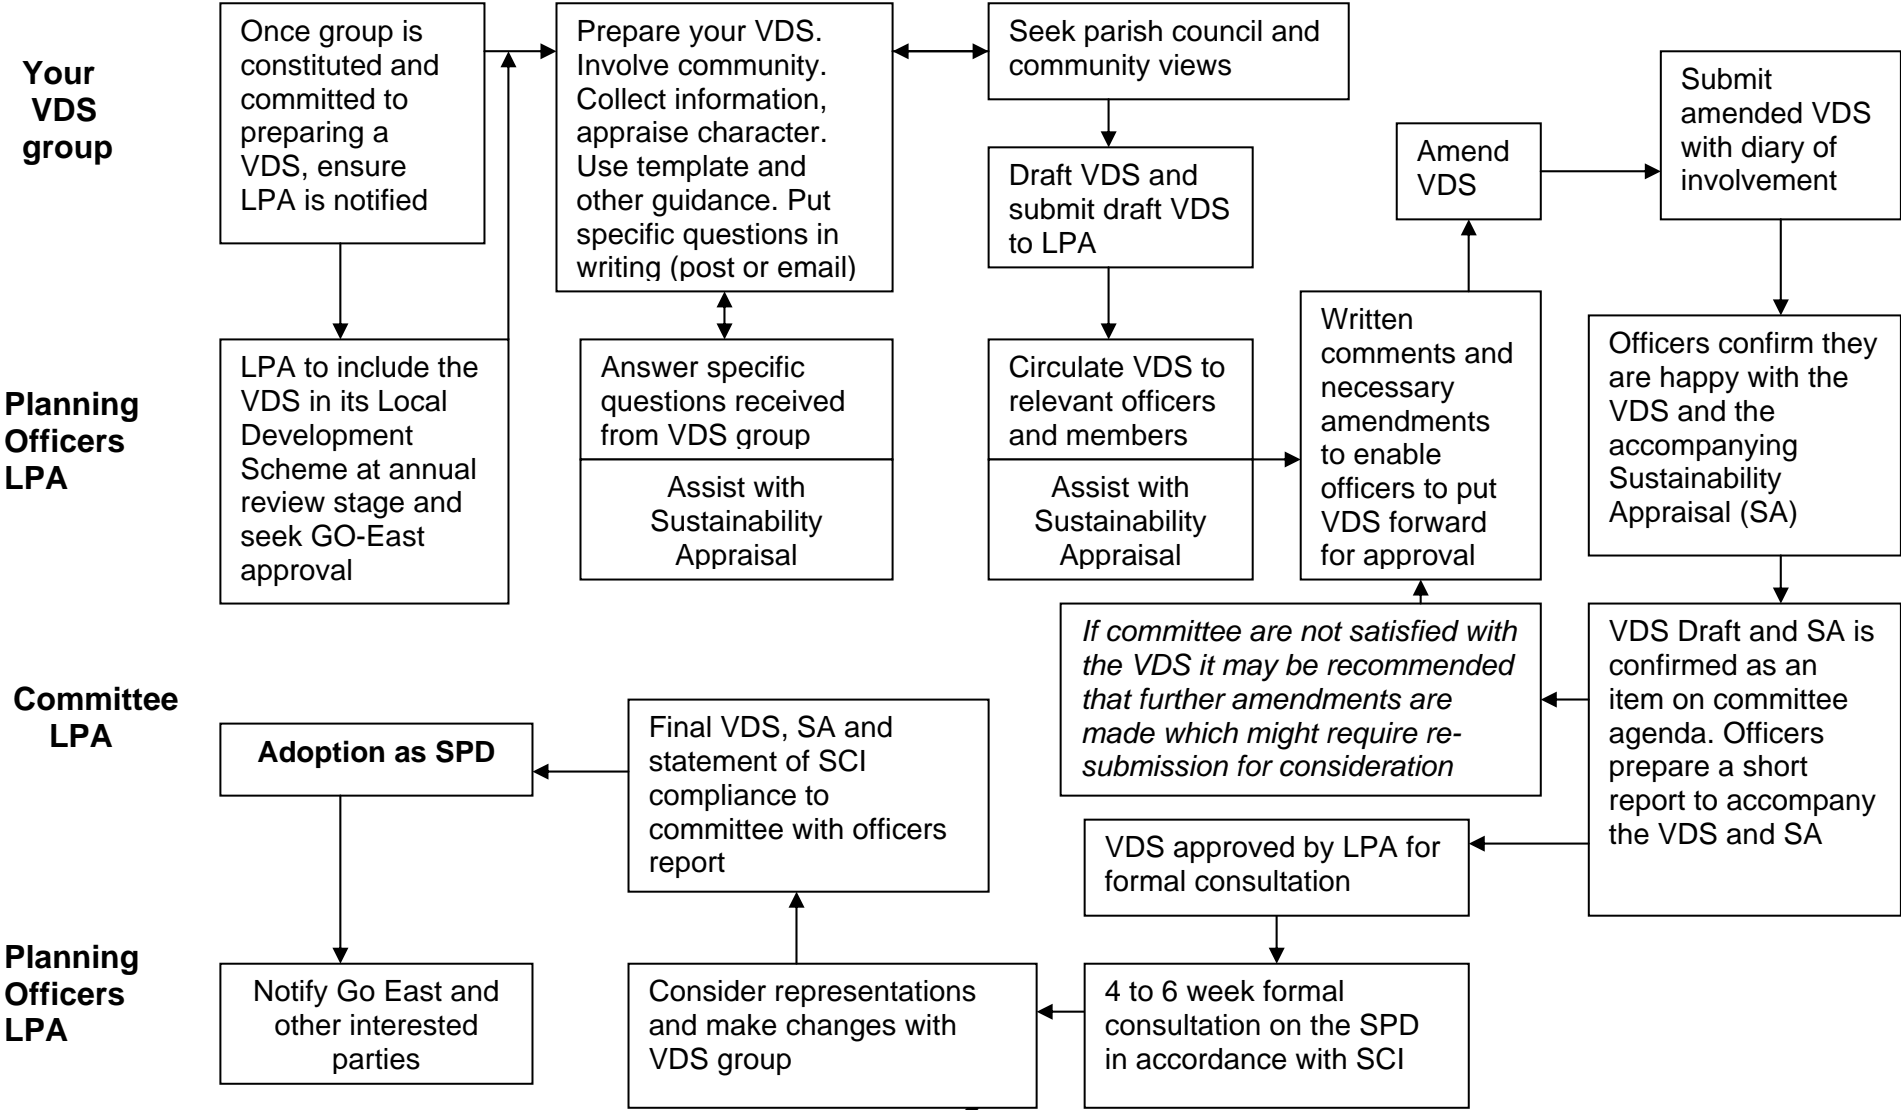 Your
VDS
group
Once group is
constituted and
committed to
preparing a
VDS, ensure
LPA is notified
Prepare your VDS.
Involve community.
Collect information,
appraise character.
Use template and
other guidance. Put
specific questions in
writing (post or email)
Seek parish council and
community views
Draft VDS and
submit draft VDS
to LPA
Amend
VDS
Submit
amended VDS
with diary of
involvement
Planning
Officers
LPA
LPA to include the
VDS in its Local
Development
Scheme at annual
review stage and
seek GO-East
approval
Answer specific
questions received
from VDS group
Assist with
Sustainability
Appraisal
Circulate VDS to
relevant officers
and members
Assist with
Sustainability
Appraisal
Written
comments and
necessary
amendments
to enable
officers to put
VDS forward
for approval
Officers confirm they
are happy with the
VDS and the
accompanying
Sustainability
Appraisal (SA)
Committee
LPA
Adoption as SPD
Final VDS, SA and
statement of SCI
compliance to
committee with officers
report
If committee are not satisfied with
the VDS it may be recommended
that further amendments are
made which might require re-
submission for consideration
VDS approved by LPA for
formal consultation
VDS Draft and SA is
confirmed as an
item on committee
agenda. Officers
prepare a short
report to accompany
the VDS and SA
Planning
Officers
LPA
Notify Go East and
other interested
parties
Consider representations
and make changes with
VDS group
4 to 6 week formal
consultation on the SPD
in accordance with SCI